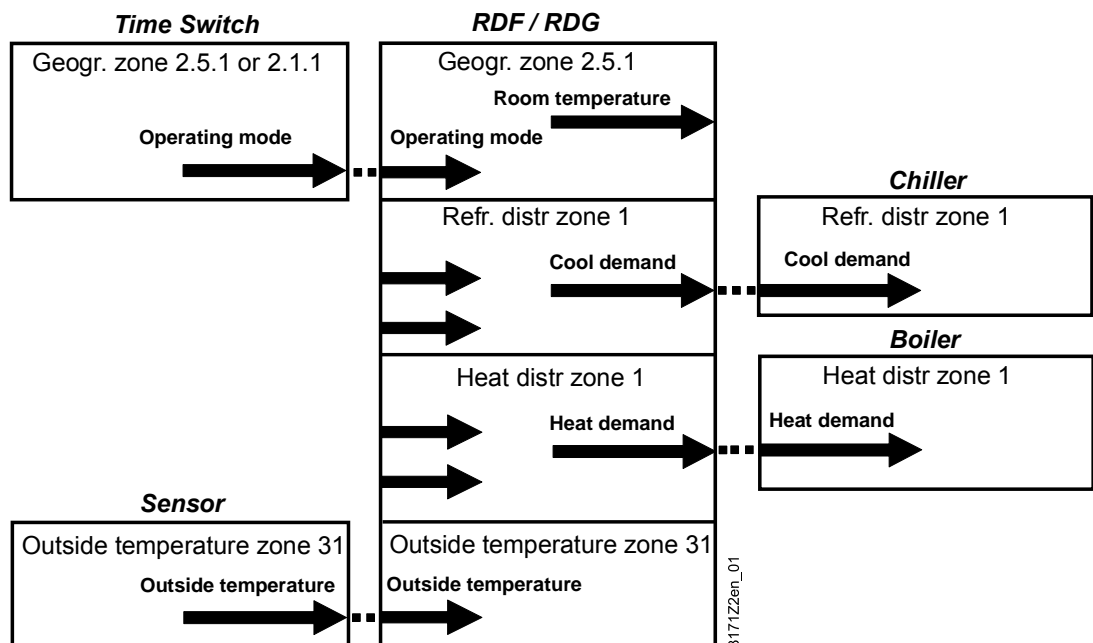 Time Switch
Geogr. zone 2.5.1 or 2.1.1
Operating mode
RDF / RDG
Geogr. zone 2.5.1
Room temperature
Operating mode
Refr. distr zone 1
Cool demand
Heat distr zone 1
Heat demand
Outside temperature zone 31
Outside temperature
Chiller
Refr. distr zone 1
Cool demand
Boiler
Heat distr zone 1
Heat demand
Sensor
Outside temperature zone 31
Outside temperature
3171Z2en_01